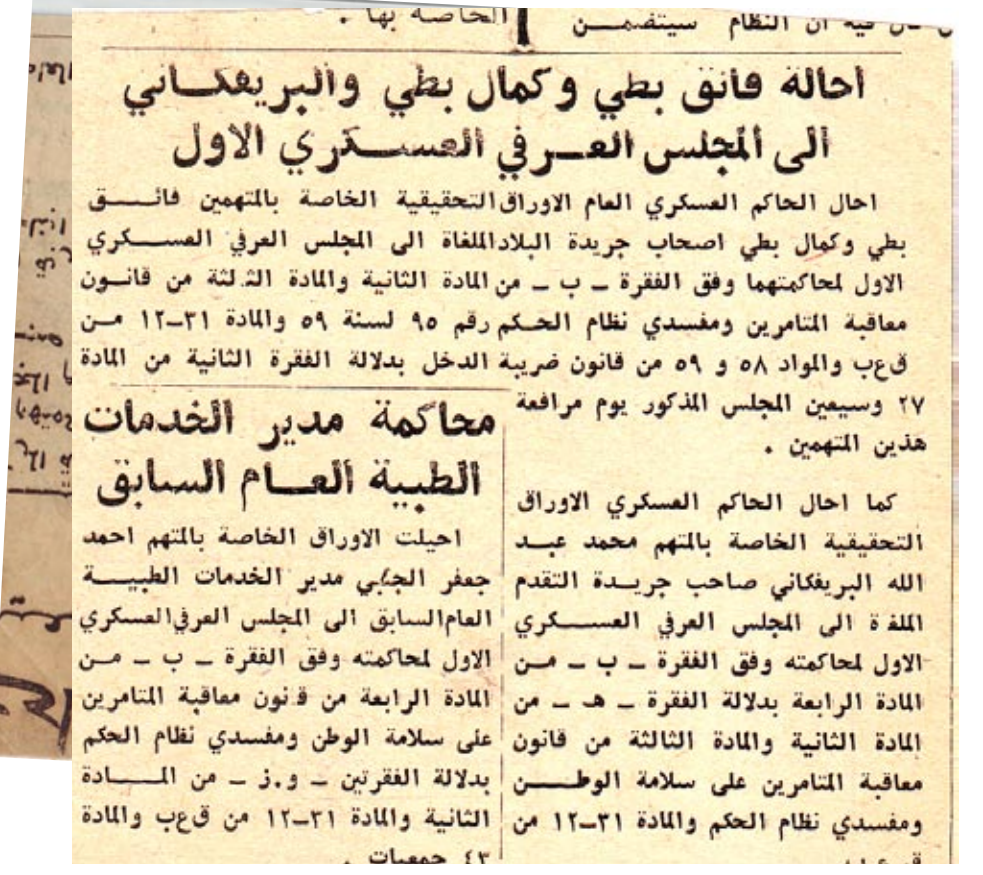 فيه ان النظام سيتضمن
الخاصة بها .
احالة فائق بطي وكمال بطي والبريفكاني
الى المجلس العرفي العسكري الاول
احال الحاكم العسكري العام الاوراق التحقيقية الخاصة بالمتهمين فائق
بطي وكمال بطي اصحاب جريدة البلاد الملغاة الى المجلس العرفي العسكري
الاول لمحاكمتهما وفق الفقرة ـ ب ـ من المادة الثانية والمادة الثلثة من قانون
معاقبة المتامرين ومفسدي نظام الحكم رقم ٩٥ لسنة ٥٩ والمادة ٣١–١٢ من
ق٠ع٠ب والمواد ٥٨ و ٥٩ من قانون ضريبة الدخل بدلالة الفقرة الثانية من المادة
٢٧ وسيعين المجلس المذكور يوم مرافعة
هذين المتهمين .
كما احال الحاكم العسكري الاوراق
التحقيقية الخاصة بالمتهم محمد عبد
الله البريفكاني صاحب جريدة التقدم
الملغاة الى المجلس العرفي العسكري
الاول لمحاكمته وفق الفقرة ـ ب ـ من
المادة الرابعة بدلالة الفقرة ـ هـ ـ من
المادة الثانية والمادة الثالثة من قانون
معاقبة المتامرين على سلامة الوطن
ومفسدي نظام الحكم والمادة ٣١–١٢ من
محاكمة مدير الخدمات
الطبية العام السابق
احيلت الاوراق الخاصة بالمتهم احمد
جعفر الجلبي مدير الخدمات الطبية
العام السابق الى المجلس العرفي العسكري
الاول لمحاكمته وفق الفقرة ـ ب ـ من
المادة الرابعة من قانون معاقبة المتامرين
على سلامة الوطن ومفسدي نظام الحكم
بدلالة الفقرتين ـ و.ز ـ من المادة
الثانية والمادة ٣١–١٢ من ق٠ع٠ب والمادة
٤٣ جمعيات .